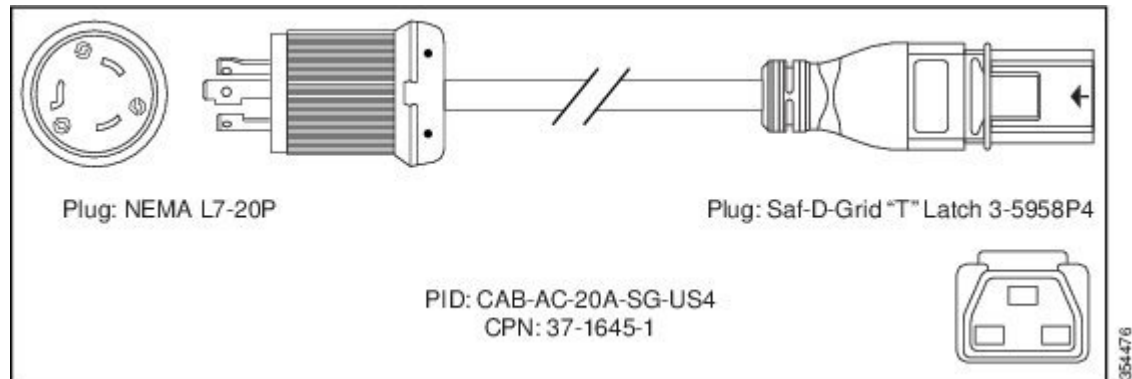 Plug: NEMA L7-20P
Plug: Saf-D-Grid “T” Latch 3-5958P4
PID: CAB-AC-20A-SG-US4
CPN: 37-1645-1
354476